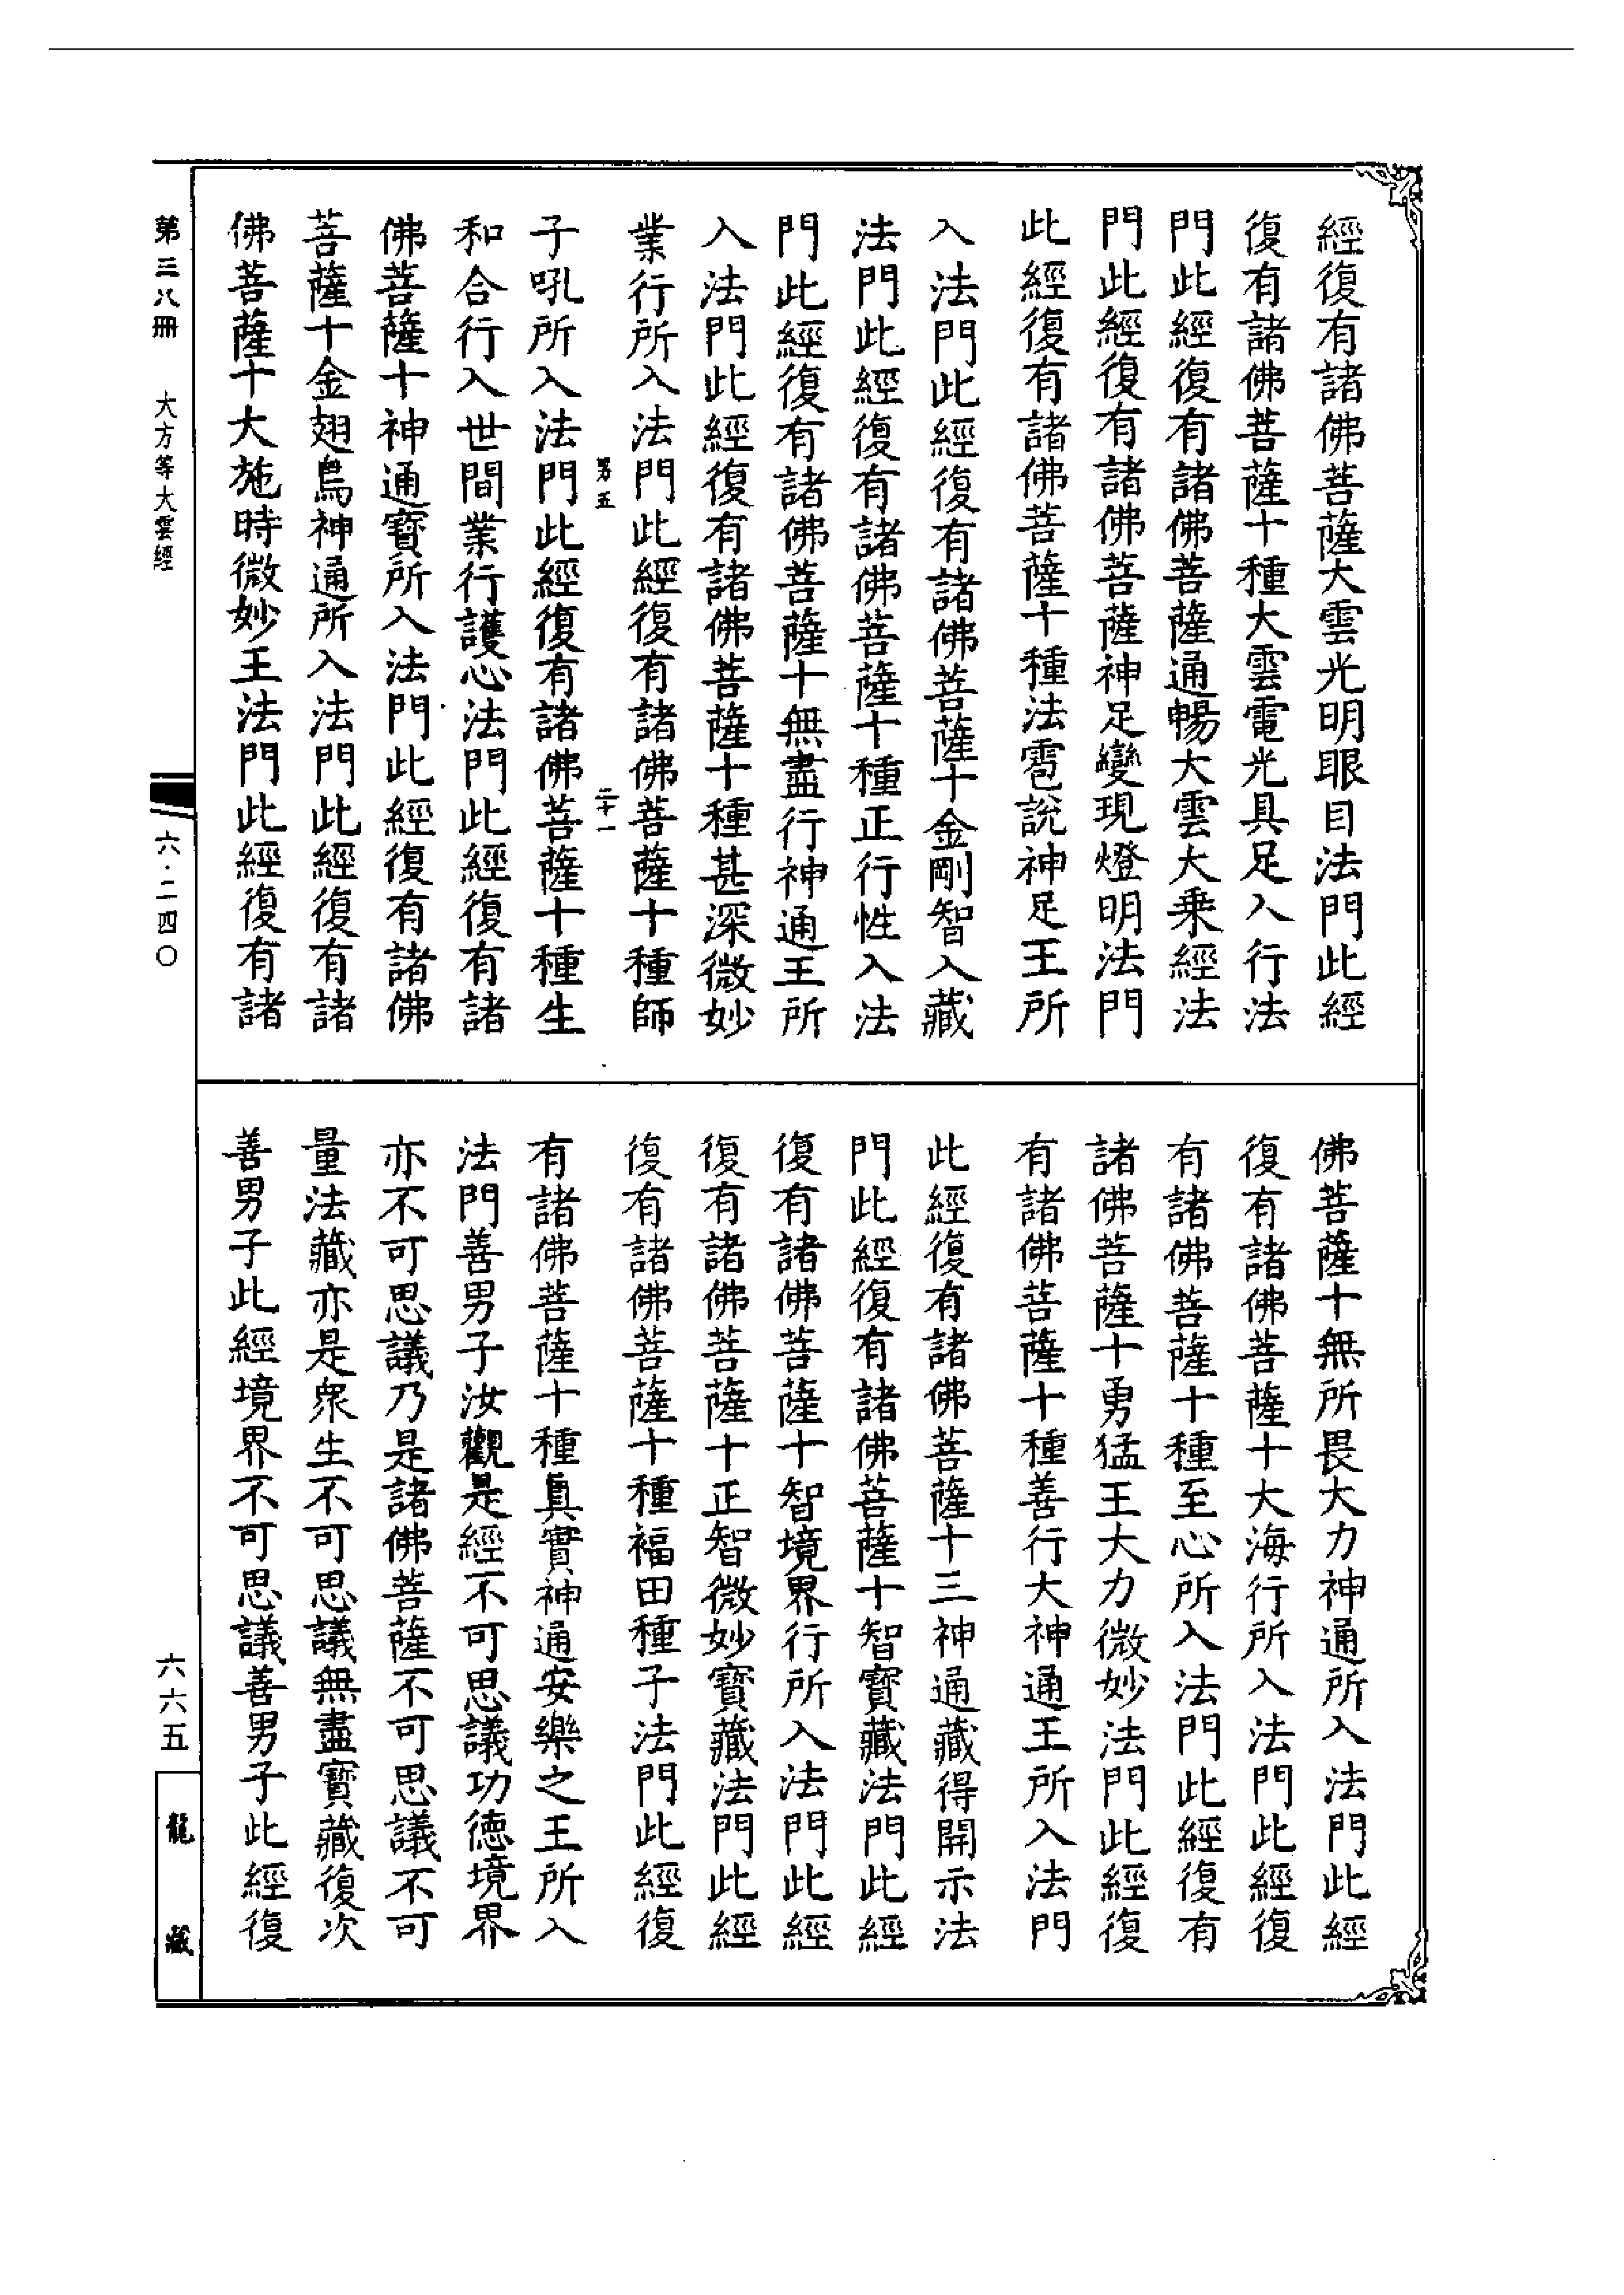 經復有諸佛菩薩大雲光明眼目法門此經
復有諸佛菩薩十種大雲電光具足入行法
門此經復有諸佛菩薩通暢大雲大乘經法
門此經復有諸佛菩薩神足變現燈明法門
此經復有諸佛菩薩十種法雹說神足王所
入法門此經復有諸佛菩薩十金剛智入藏
法門此經復有諸佛菩薩十種正行性入法
門此經復有諸佛菩薩十無盡行神通王所
入法門此經復有諸佛菩薩十種甚深微妙
業行所入法門此經復有諸佛菩薩十種師
男五
二十一
子吼所入法門此經復有諸佛菩薩十種生
和合行入世間業行護心法門此經復有諸
佛菩薩十神通寶所入法門此經復有諸佛
菩薩十金翅鳥神通所入法門此經復有諸
佛菩薩十大施時微妙王法門此經復有諸
佛菩薩十無所畏大力神通所入法門此經
復有諸佛菩薩十大海行所入法門此經復
有諸佛菩薩十種至心所入法門此經復有
諸佛菩薩十勇猛王大力微妙法門此經復
有諸佛菩薩十種善行大神通王所入法門
此經復有諸佛菩薩十三神通藏得開示法
門此經復有諸佛菩薩十智寶藏法門此經
復有諸佛菩薩十智境界行所入法門此經
復有諸佛菩薩十正智微妙寶藏法門此經
復有諸佛菩薩十種福田種子法門此經復
有諸佛菩薩十種真實神通安樂之王所入
法門善男子汝觀是經不可思議功德境界
亦不可思議乃是諸佛菩薩不可思議不可
量法藏亦是眾生不可思議無盡寶藏復次
善男子此經境界不可思議善男子此經復
第三八冊 大方等大雲經
六·二四〇
六六五
龍藏